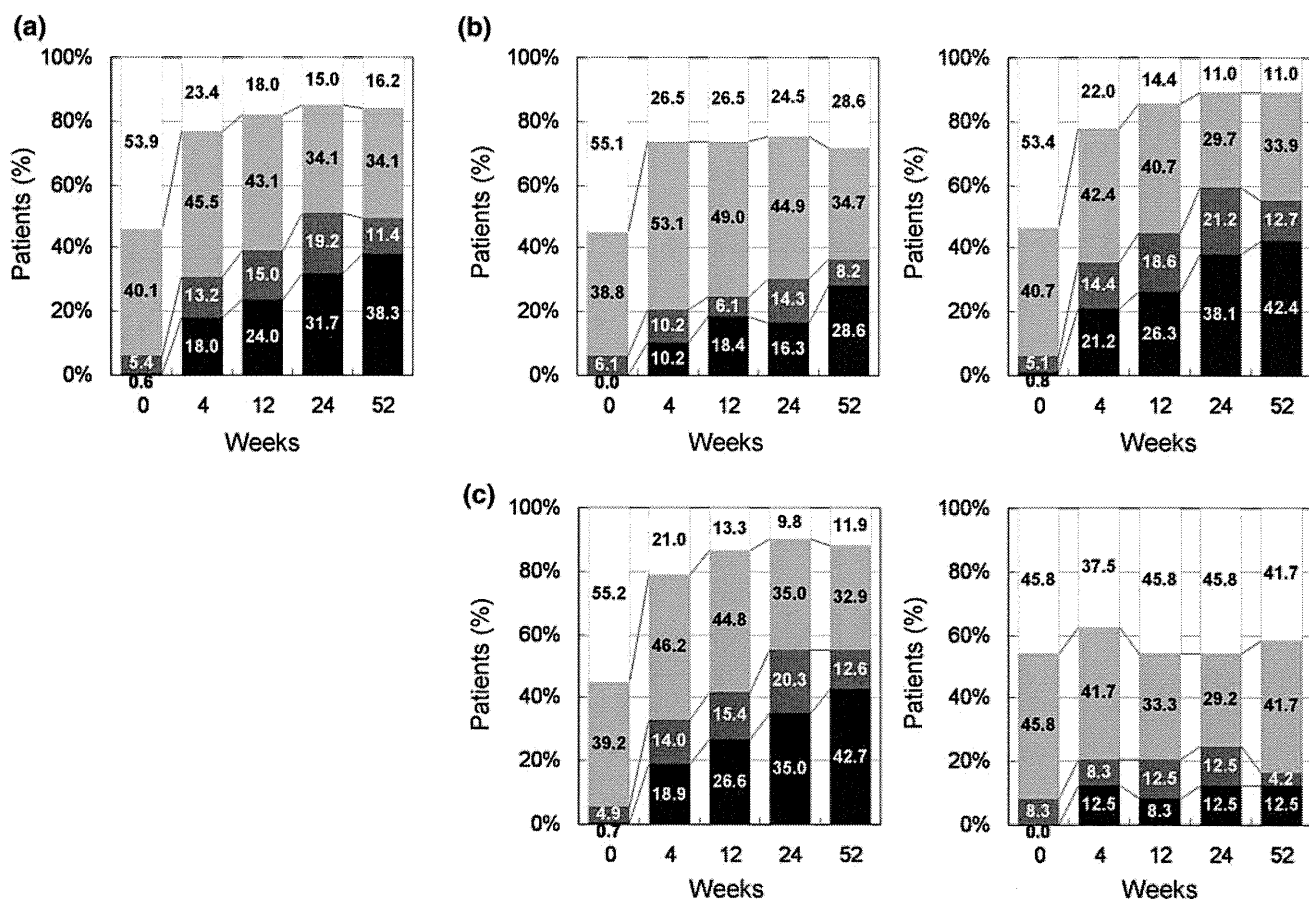 (a)
100%
80%
60%
40%
20%
0%
Patients (%)
53.9 23.4 18.0 15.0 16.2
40.1 45.5 43.1 34.1 34.1
5.4 13.2 15.0 19.2 11.4
0.6 18.0 24.0 31.7 38.3
0 4 12 24 52
Weeks
(b)
100%
80%
60%
40%
20%
0%
Patients (%)
55.1 26.5 26.5 24.5 28.6
38.8 53.1 49.0 44.9 34.7
6.1 10.2 6.1 14.3 8.2
0.0 10.2 18.4 16.3 28.6
0 4 12 24 52
Weeks
100%
80%
60%
40%
20%
0%
Patients (%)
53.4 22.0 14.4 11.0 11.0
40.7 42.4 40.7 29.7 33.9
5.1 14.4 18.6 21.2 12.7
0.8 21.2 26.3 38.1 42.4
0 4 12 24 52
Weeks
(c)
100%
80%
60%
40%
20%
0%
Patients (%)
55.2 21.0 13.3 9.8 11.9
39.2 46.2 44.8 35.0 32.9
4.9 14.0 15.4 20.3 12.6
0.7 18.9 26.6 35.0 42.7
0 4 12 24 52
Weeks
100%
80%
60%
40%
20%
0%
Patients (%)
45.8 37.5 45.8 45.8 41.7
45.8 41.7 33.3 29.2 41.7
8.3 8.3 12.5 12.5 4.2
0.0 12.5 8.3 12.5 12.5
0 4 12 24 52
Weeks